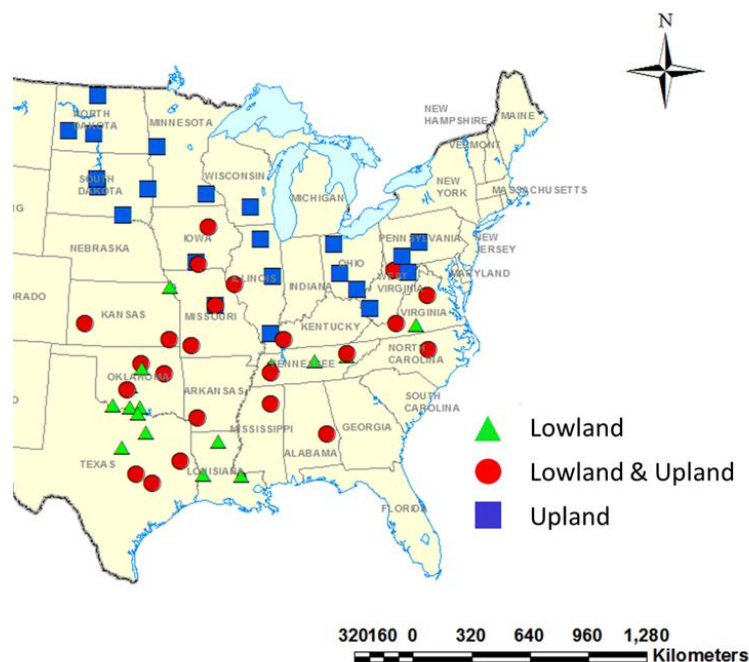 N
NEW
HAMPSHIRE
MAINE
NORTH
DAKOTA
MINNESOTA
VERMONT
WISCONSIN
MICHIGAN
NEW
YORK
MASSACHUSETTS
SOUTH
DAKOTA
NG
IOWA
PENNSYLVANIA
NEW
JERSEY
NEBRASKA
OHIO
ILLINOIS
INDIANA
WEST
VIRGINIA
MARYLAND
ORADO
KANSAS
MISSOURI
VIRGINIA
KENTUCKY
NORTH
CAROLINA
TENNESSEE
OKLAHOMA
ARKANSAS
SOUTH
CAROLINA
MISSISSIPPI
GEORGIA
ALABAMA
TEXAS
LOUISIANA
FLORIDA
Lowland
Lowland & Upland
Upland
320160 0 320 640 960 1,280
Kilometers